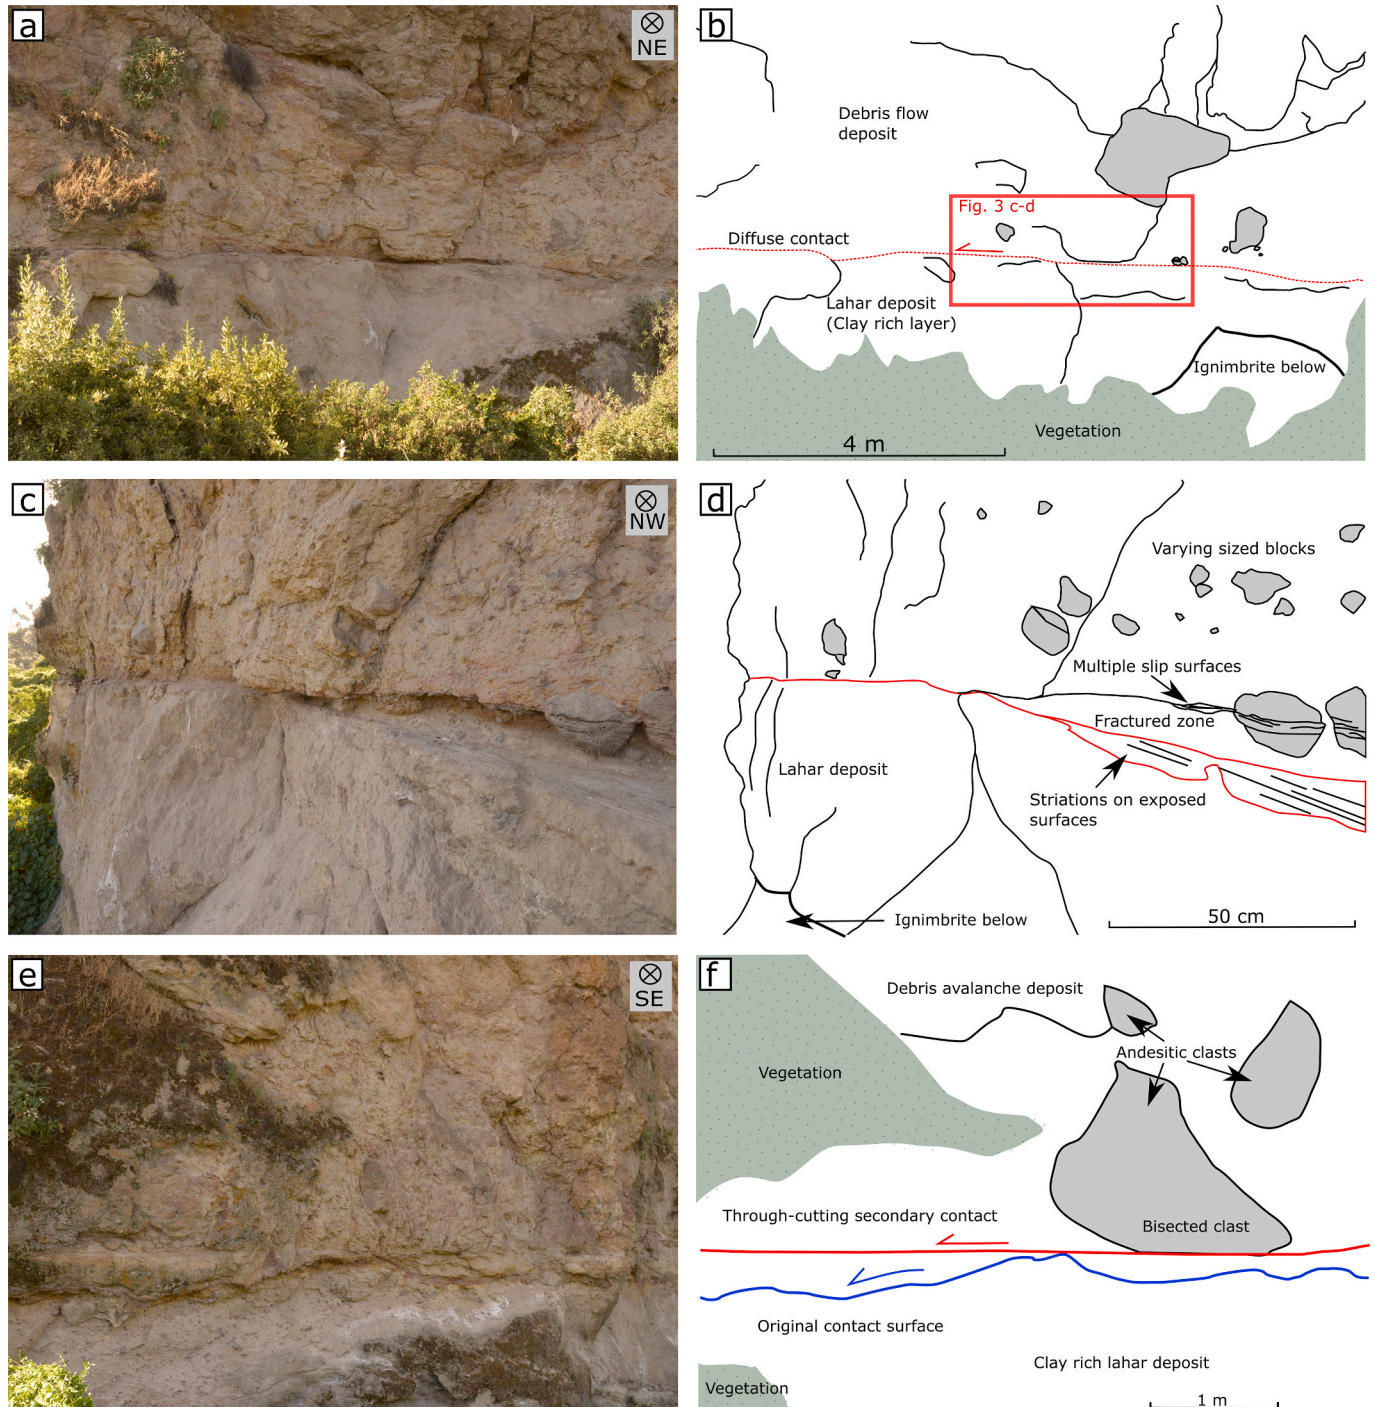 a
NE
b
Debris flow
deposit
Fig. 3 c-d
Diffuse contact
Lahar deposit
(Clay rich layer)
Ignimbrite below
Vegetation
4 m
c
NW
d
Varying sized blocks
Multiple slip surfaces
Fractured zone
Lahar deposit
Striations on exposed
surfaces
50 cm
Ignimbrite below
e
SE
f
Debris avalanche deposit
Andesitic clasts
Vegetation
Through-cutting secondary contact
Bisected clast
Original contact surface
Clay rich lahar deposit
Vegetation
1 m